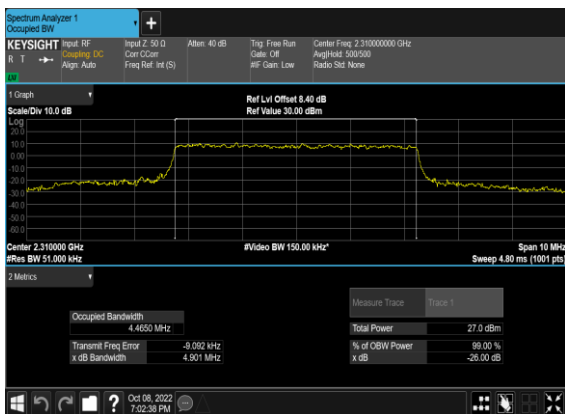 Spectrum Analyzer 1
Occupied BW
+
KEYSIGHT
R T
LNI
Input: RF
Coupling: DC
Align: Auto
Input Z: 50 Ω
Corr CCorr
Freq Ref: Int (S)
Atten: 40 dB
Trig: Free Run
Gate: Off
#IF Gain: Low
Center Freq: 2.310000000 GHz
Avg|Hold: 500/500
Radio Std: None
1 Graph
Scale/Div 10.0 dB
Ref Lvl Offset 8.40 dB
Ref Value 30.00 dBm
Log
20.0
10.0
0.00
-10.0
-20.0
-30.0
-40.0
-50.0
-60.0
Center 2.310000 GHz
#Res BW 51.000 kHz
#Video BW 150.00 kHz*
Span 10 MHz
Sweep 4.80 ms (1001 pts)
2 Metrics
Measure Trace
Trace 1
Occupied Bandwidth
4.4650 MHz
Total Power
27.0 dBm
Transmit Freq Error
-9.092 kHz
% of OBW Power
99.00 %
x dB Bandwidth
4.901 MHz
x dB
-26.00 dB
?
Oct 08, 2022
7:02:38 PM